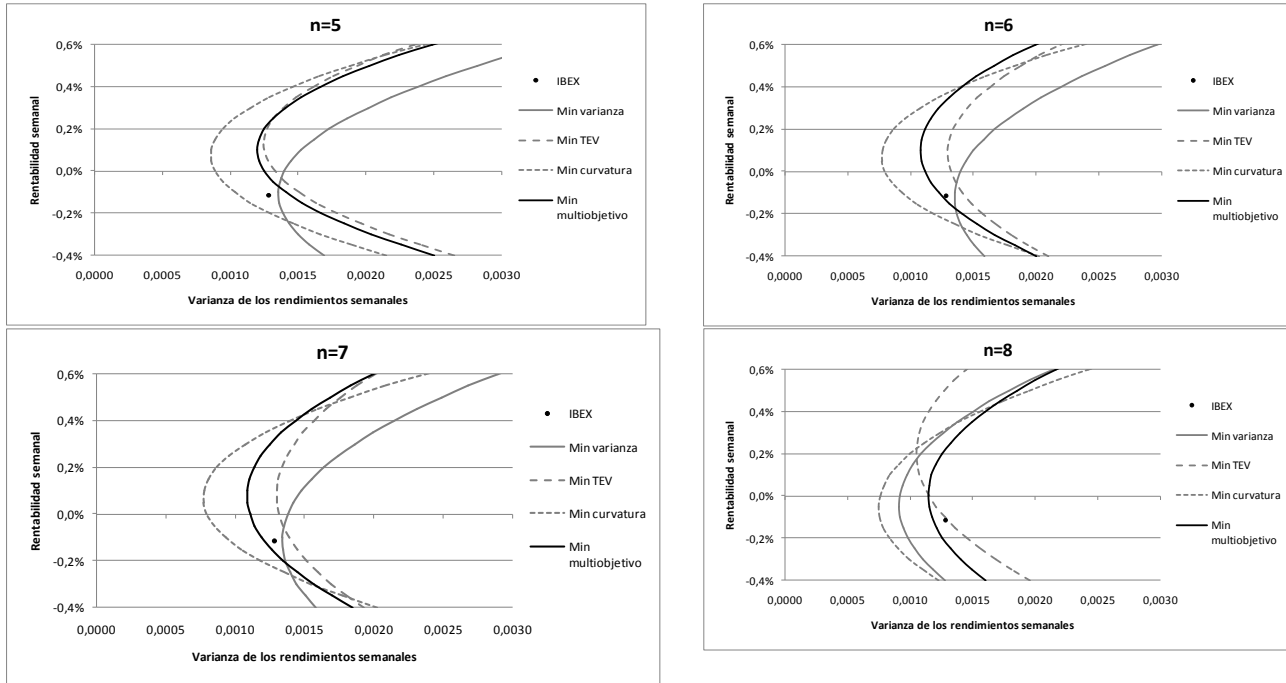 n=5
0,6%
0,4%
0,2%
0,0%
-0,2%
-0,4%
Rentabilidad semanal
0,0000 0,0005 0,0010 0,0015 0,0020 0,0025 0,0030
Varianza de los rendimientos semanales
IBEX
Min varianza
Min TEV
Min curvatura
Min
multiobjetivo
n=6
0,6%
0,4%
0,2%
0,0%
-0,2%
-0,4%
Rentabilidad semanal
0,0000 0,0005 0,0010 0,0015 0,0020 0,0025 0,0030
Varianza de los rendimientos semanales
IBEX
Min varianza
Min TEV
Min curvatura
Min
multiobjetivo
n=7
0,6%
0,4%
0,2%
0,0%
-0,2%
-0,4%
Rentabilidad semanal
0,0000 0,0005 0,0010 0,0015 0,0020 0,0025 0,0030
Varianza de los rendimientos semanales
IBEX
Min varianza
Min TEV
Min curvatura
Min
multiobjetivo
n=8
0,6%
0,4%
0,2%
0,0%
-0,2%
-0,4%
Rentabilidad semanal
0,0000 0,0005 0,0010 0,0015 0,0020 0,0025 0,0030
Varianza de los rendimientos semanales
IBEX
Min varianza
Min TEV
Min curvatura
Min
multiobjetivo